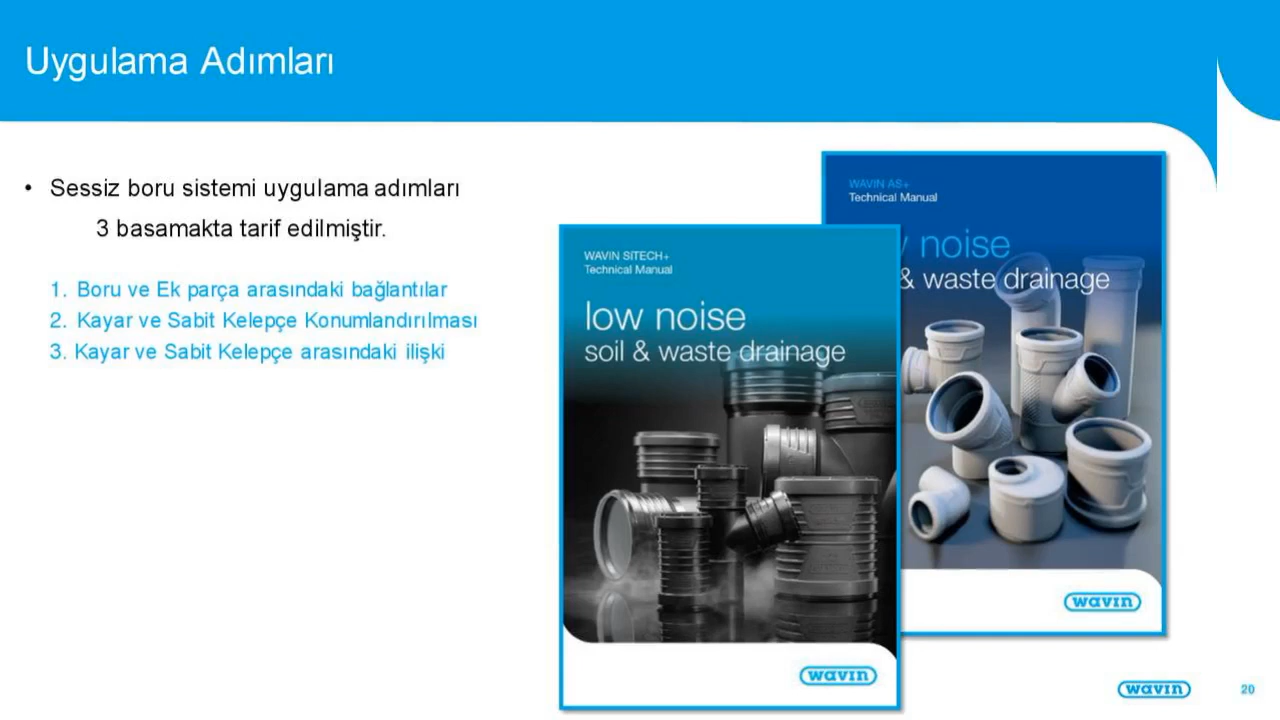 Uygulama Adımları
• Sessiz boru sistemi uygulama adımları
3 basamakta tarif edilmiştir.
1. Boru ve Ek parça arasındaki bağlantılar
2. Kayar ve Sabit Kelepçe Konumlandırılması
3. Kayar ve Sabit Kelepçe arasındaki ilişki
WAVIN SITECH+
Technical Manual
low noise
soil & waste drainage
wavin
WAVIN AS+
Technical Manual
noise
& waste drainage
wavin
wavin
20